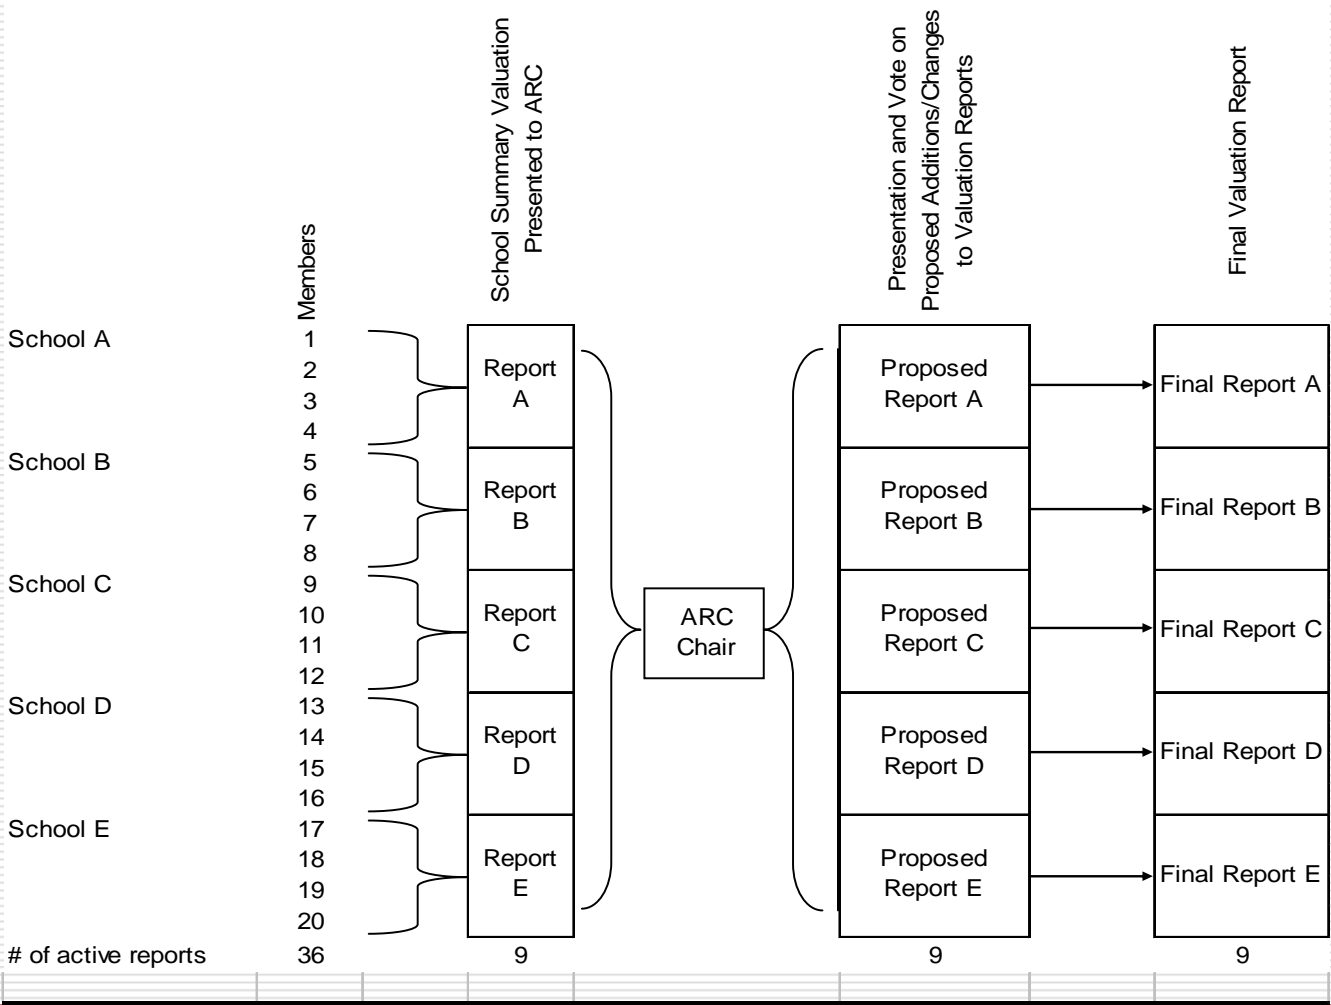 School Summary Valuation
Presented to ARC
Presentation and Vote on
Proposed Additions/Changes
to Valuation Reports
Final Valuation Report
Members
School A
1
2
3
4
Report
A
Proposed
Report A
Final Report A
School B
5
6
7
8
Report
B
Proposed
Report B
Final Report B
School C
9
10
11
12
Report
C
ARC
Chair
Proposed
Report C
Final Report C
School D
13
14
15
16
Report
D
Proposed
Report D
Final Report D
School E
17
18
19
20
Report
E
Proposed
Report E
Final Report E
# of active reports 36 9 9 9